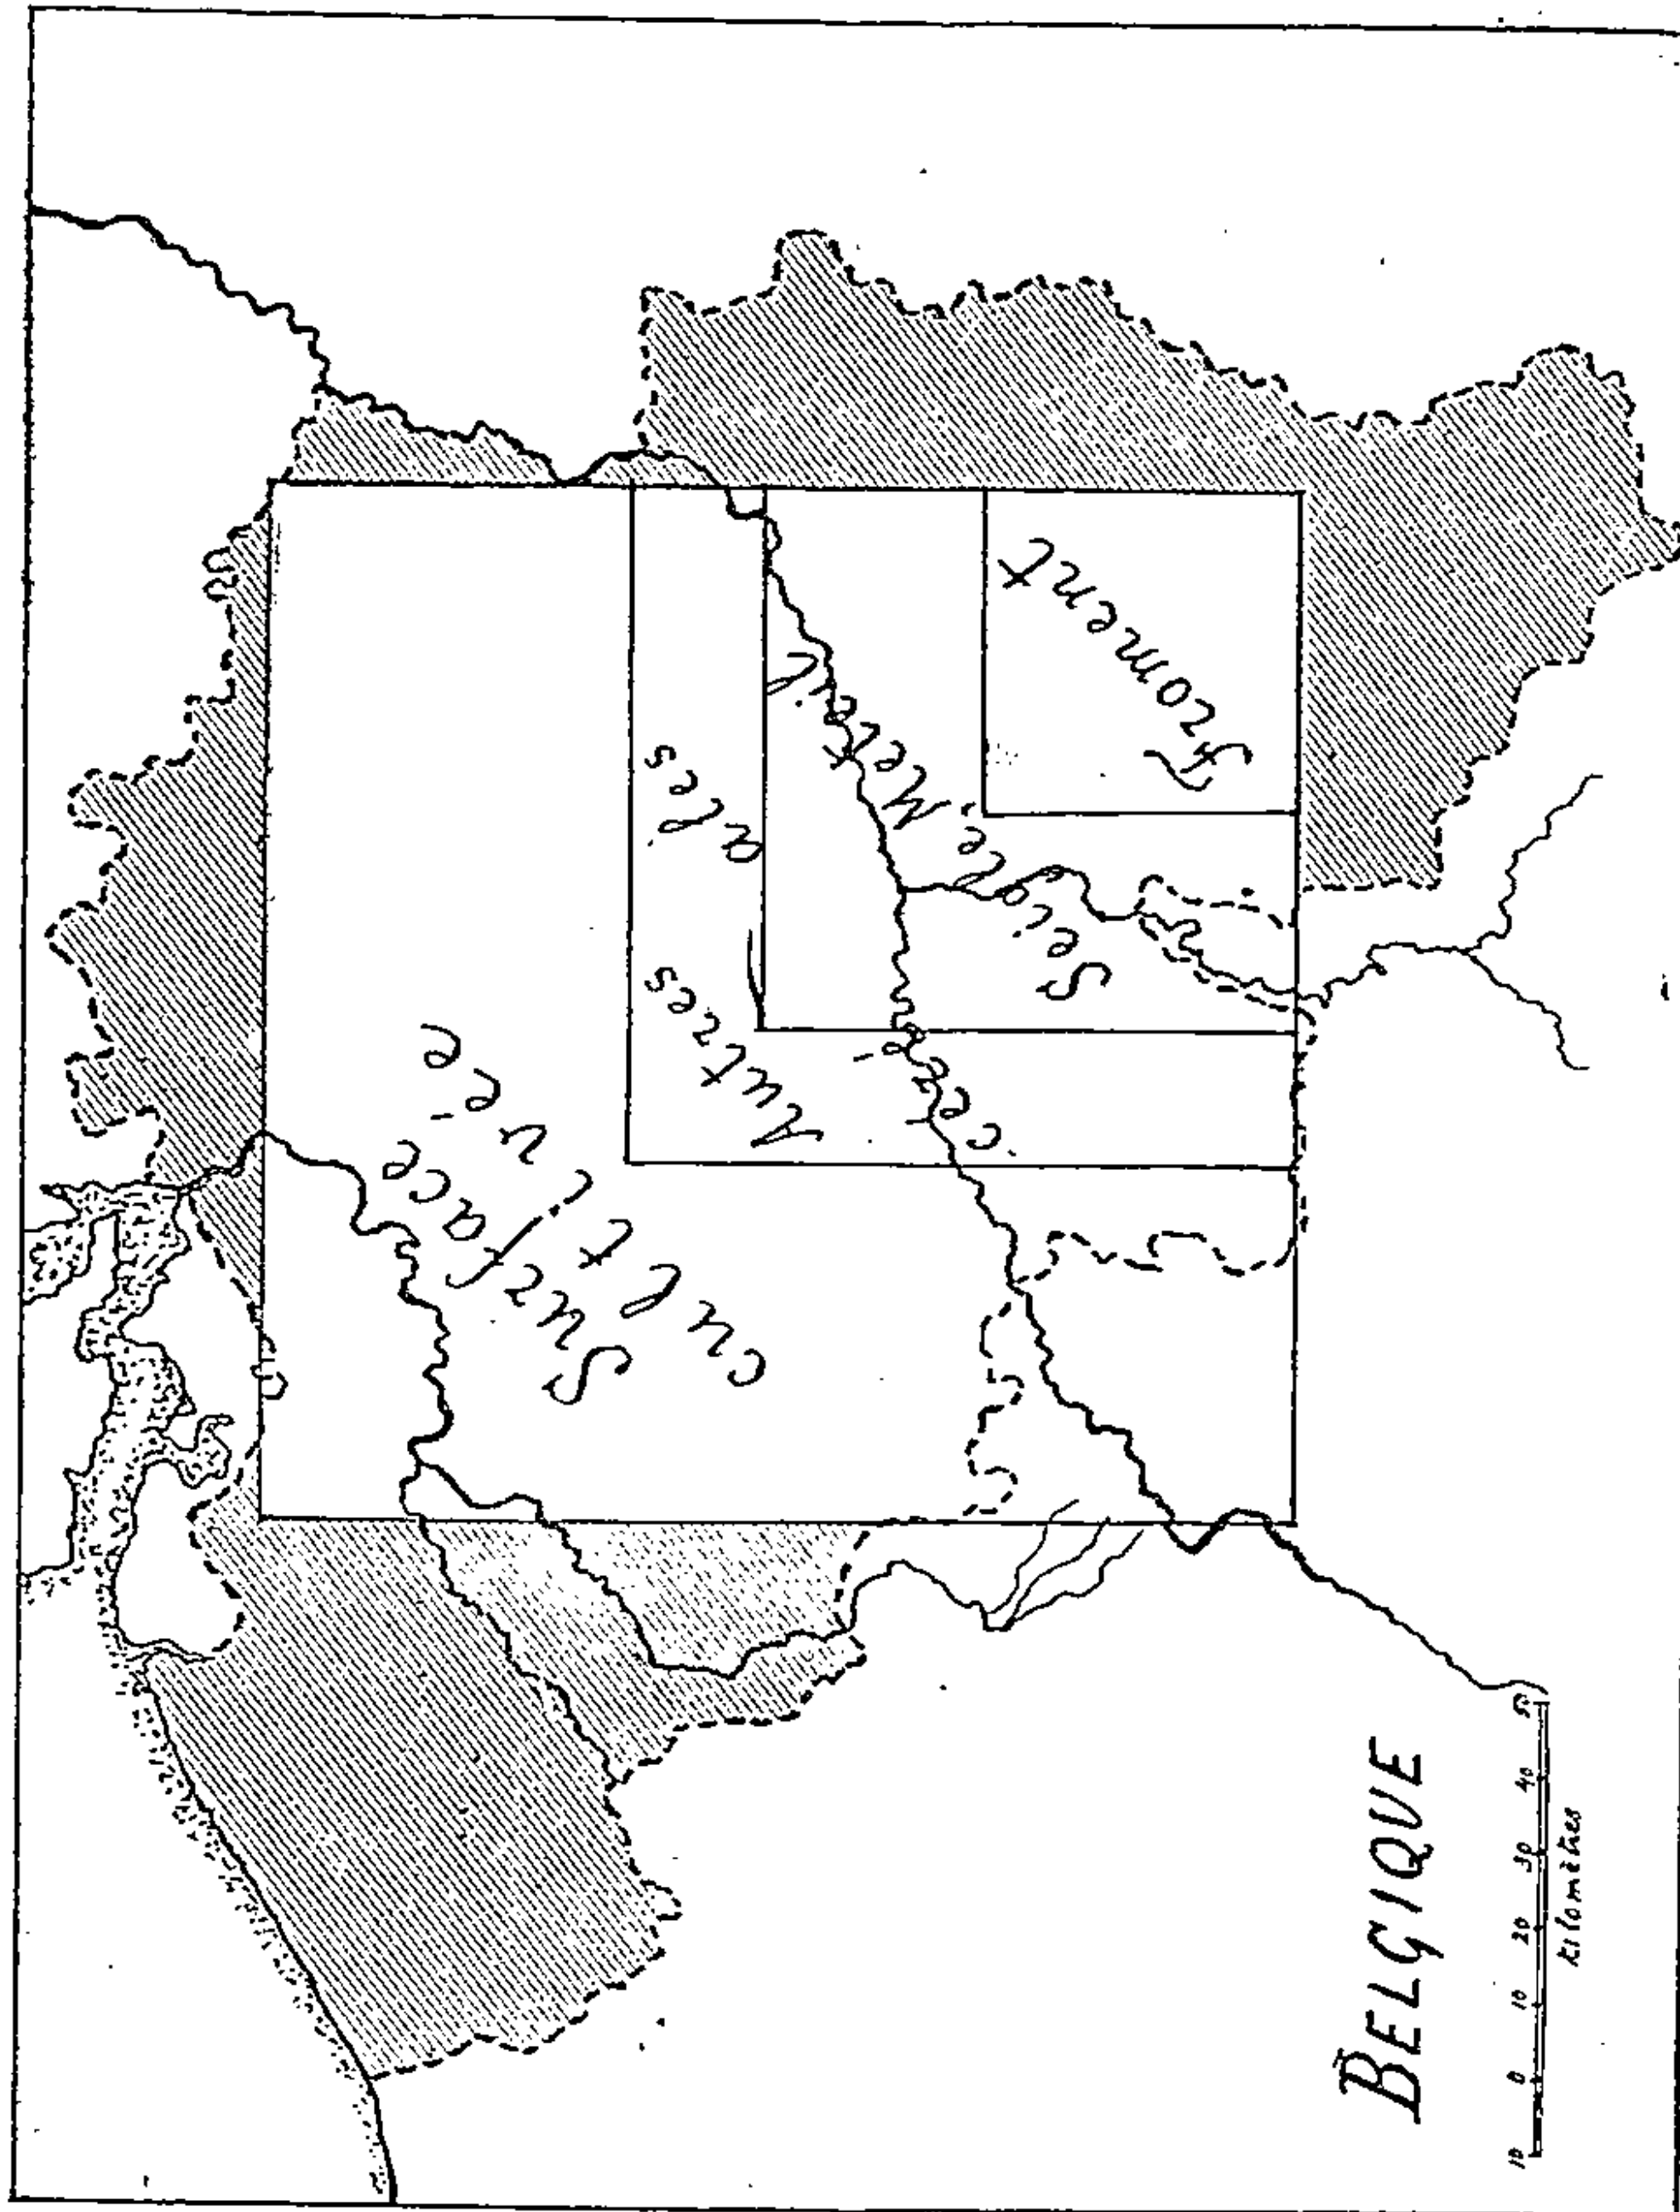 Surface
cultivée
Autres
céréales
Seigle, Méteil
Froment
BELGIQUE
10 0 10 20 30 40 50
Kilomètres